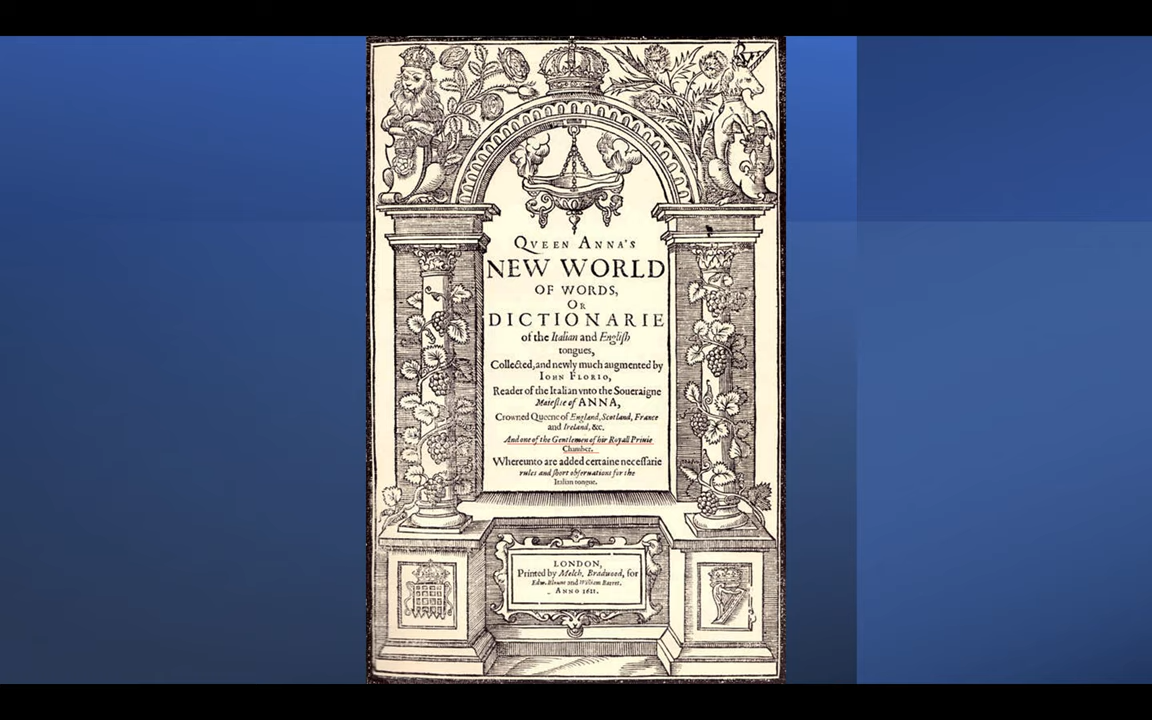 QVEEN ANNA'S
NEW WORLD
OF WORDS,
OR
DICTIONARIE
of the Italian and Engliſh
tongues,
Collected, and newly much augmented by
IOHN FLORIO,
Reader of the Italian vnto the Soueraigne
Maieſtie of ANNA,
Crowned Queene of England, Scotland, France
and Ireland, &c.
And one of the Gentlemen of hir Royall Priuie
Chamber.
Whereunto are added certaine neceſſarie
rules and ſhort obſeruations for the
Italian tongue.
LONDON,
Printed by Melch. Bradwood, for
Edw. Blount and William Barret.
ANNO 1611.